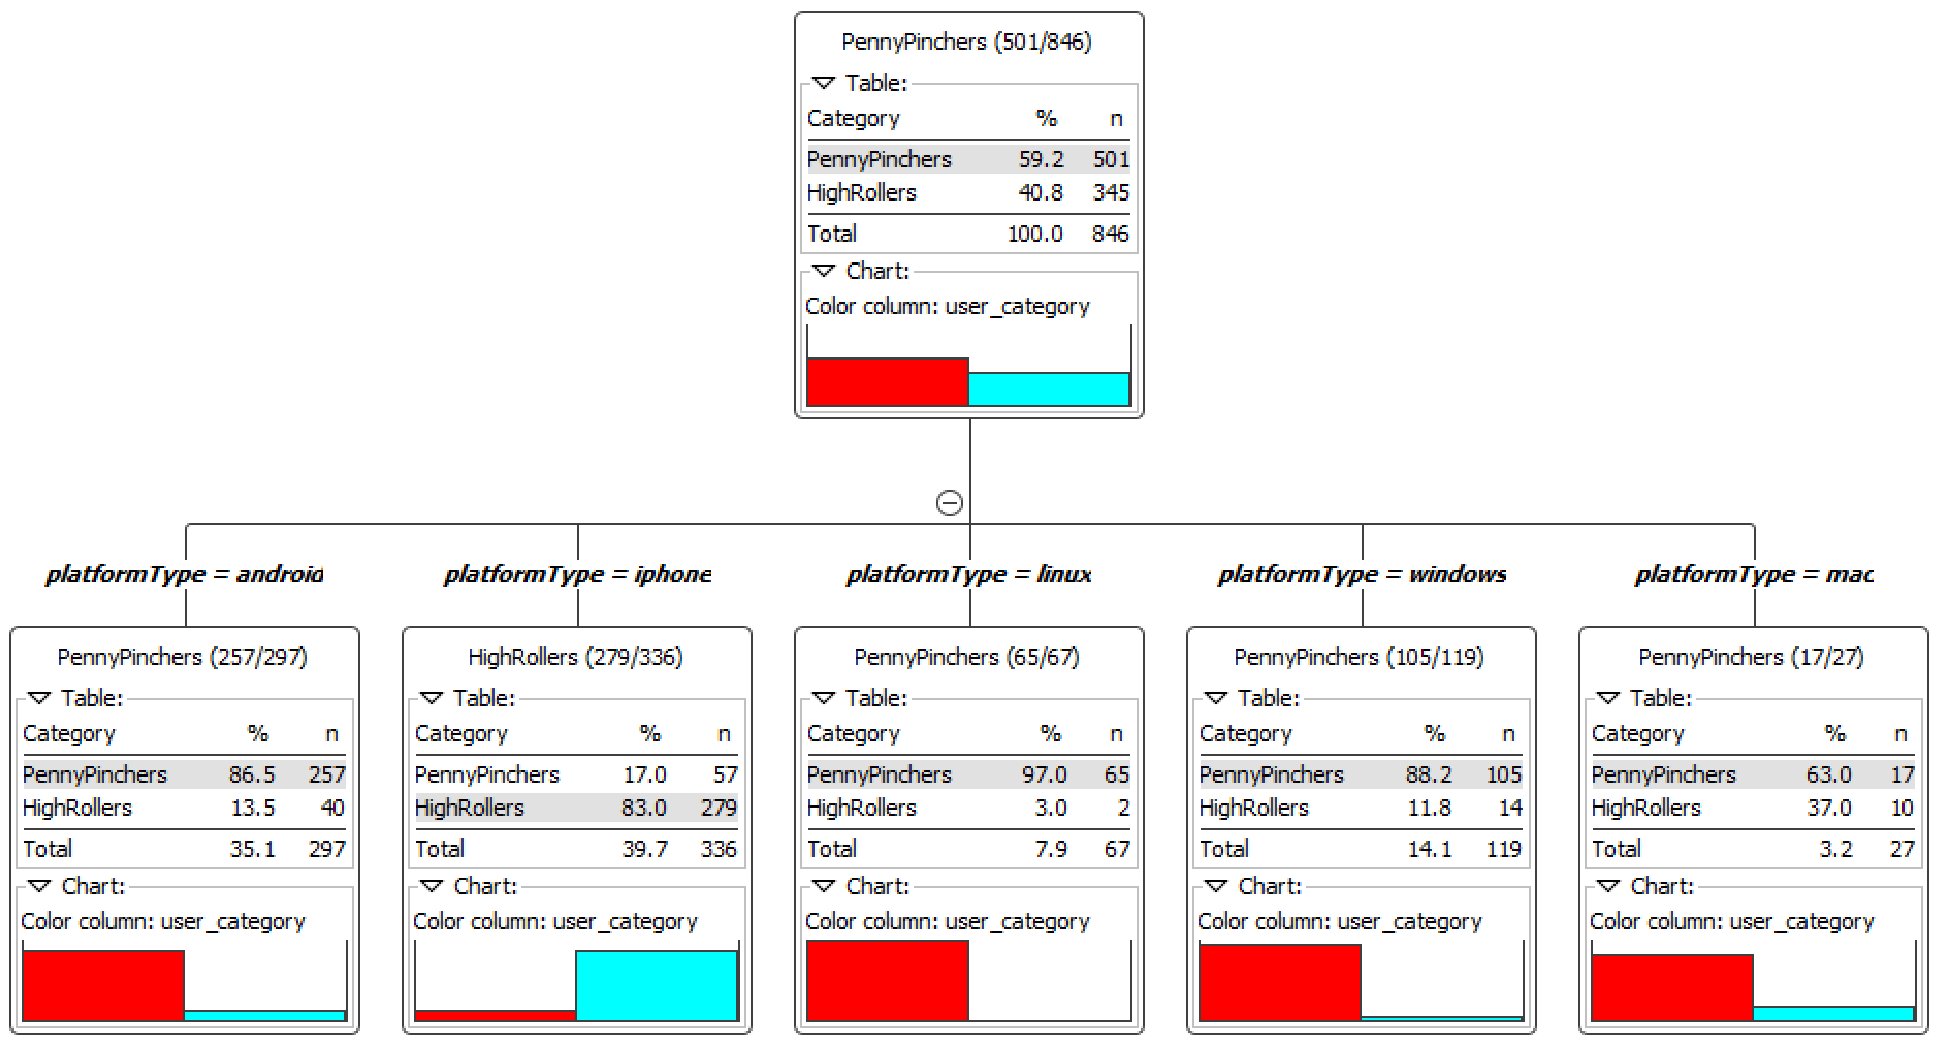 PennyPinchers (501/846)
Table:
Category % n
PennyPinchers 59.2 501
HighRollers 40.8 345
Total 100.0 846
Chart:
Color column: user_category
platformType = android
PennyPinchers (257/297)
Table:
Category % n
PennyPinchers 86.5 257
HighRollers 13.5 40
Total 35.1 297
Chart:
Color column: user_category
platformType = iphone
HighRollers (279/336)
Table:
Category % n
PennyPinchers 17.0 57
HighRollers 83.0 279
Total 39.7 336
Chart:
Color column: user_category
platformType = linux
PennyPinchers (65/67)
Table:
Category % n
PennyPinchers 97.0 65
HighRollers 3.0 2
Total 7.9 67
Chart:
Color column: user_category
platformType = windows
PennyPinchers (105/119)
Table:
Category % n
PennyPinchers 88.2 105
HighRollers 11.8 14
Total 14.1 119
Chart:
Color column: user_category
platformType = mac
PennyPinchers (17/27)
Table:
Category % n
PennyPinchers 63.0 17
HighRollers 37.0 10
Total 3.2 27
Chart:
Color column: user_category